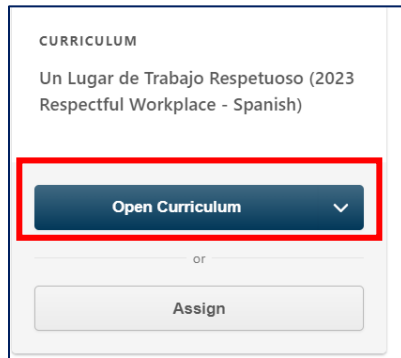 CURRICULUM
Un Lugar de Trabajo Respetuoso (2023
Respectful Workplace - Spanish)
Open Curriculum
or
Assign